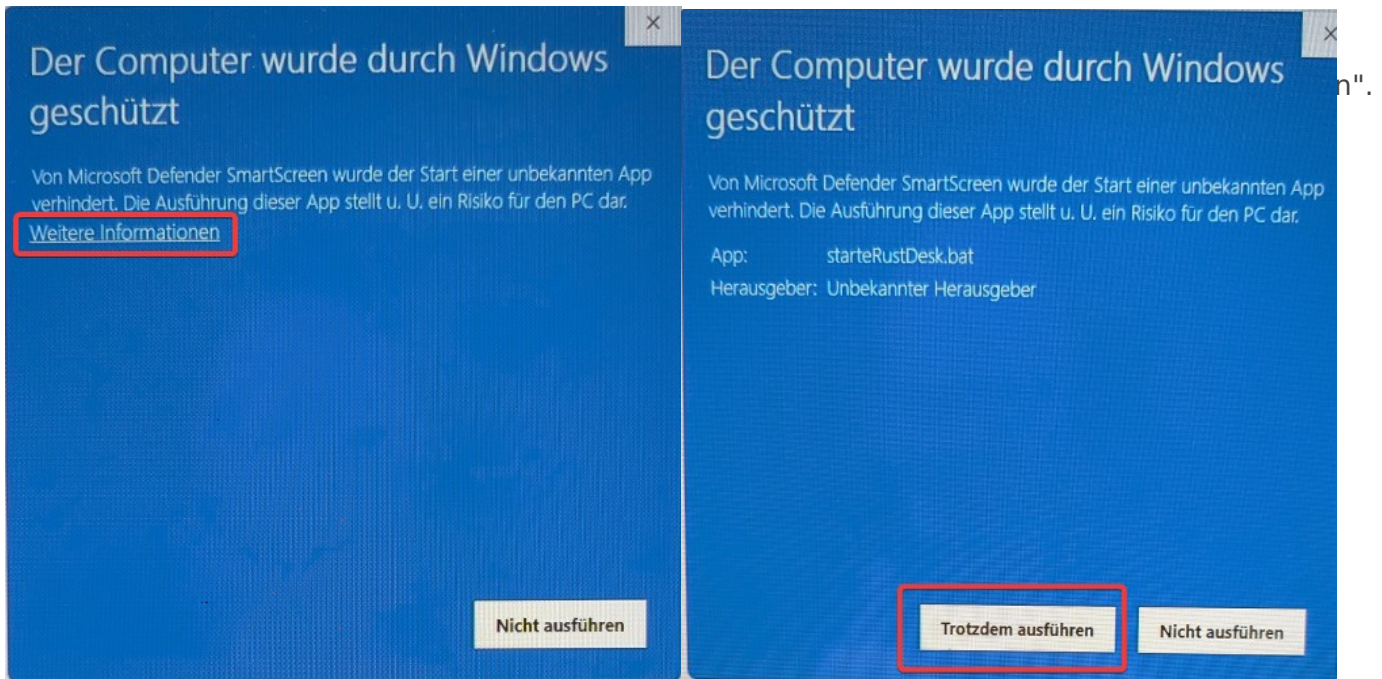 Der Computer wurde durch Windows
geschützt
Von Microsoft Defender SmartScreen wurde der Start einer unbekannten App
verhindert. Die Ausführung dieser App stellt u. U. ein Risiko für den PC dar.
Weitere Informationen
Nicht ausführen
Der Computer wurde durch Windows
geschützt
Von Microsoft Defender SmartScreen wurde der Start einer unbekannten App
verhindert. Die Ausführung dieser App stellt u. U. ein Risiko für den PC dar.
App: starteRustDesk.bat
Herausgeber: Unbekannter Herausgeber
Trotzdem ausführen Nicht ausführen
n".